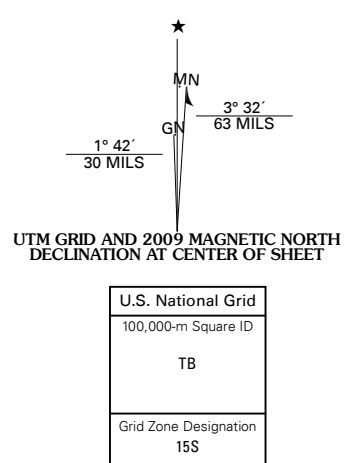 ★
MN
3° 32´
63 MILS
GN
1° 42´
30 MILS
UTM GRID AND 2009 MAGNETIC NORTH
DECLINATION AT CENTER OF SHEET
U.S. National Grid
100,000-m Square ID
TB
Grid Zone Designation
15S